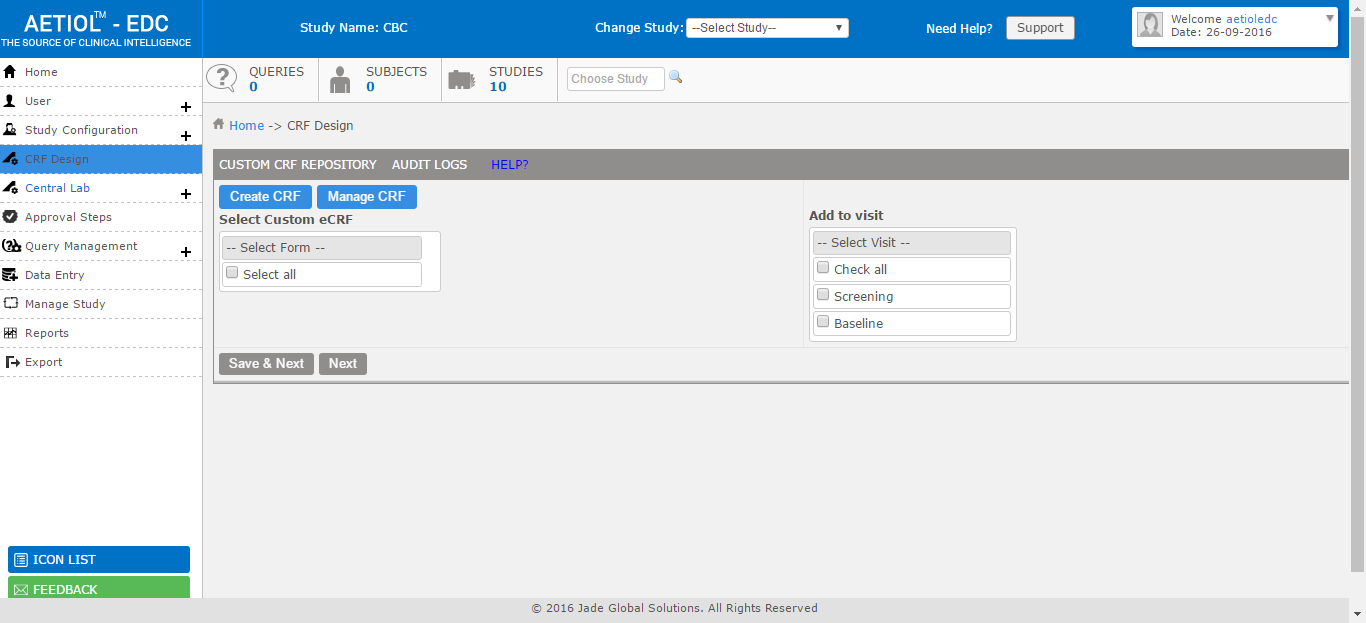 AETIOL™ - EDC
THE SOURCE OF CLINICAL INTELLIGENCE
Study Name: CBC
Change Study: --Select Study--
Need Help? Support
Welcome aetioledc
Date: 26-09-2016
QUERIES
0
SUBJECTS
0
STUDIES
10
Choose Study
Home
User
Study Configuration
CRF Design
Central Lab
Approval Steps
Query Management
Data Entry
Manage Study
Reports
Export
ICON LIST
FEEDBACK
Home -> CRF Design
CUSTOM CRF REPOSITORY AUDIT LOGS HELP?
Create CRF Manage CRF
Select Custom eCRF
-- Select Form --
Select all
Add to visit
-- Select Visit --
Check all
Screening
Baseline
Save & Next Next
© 2016 Jade Global Solutions. All Rights Reserved